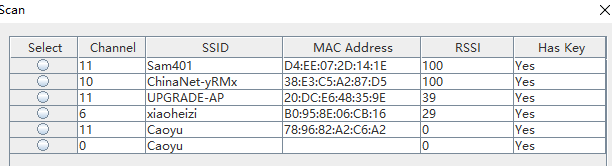 Scan
Select Channel SSID MAC Address RSSI Has Key
11 Sam401 D4:EE:07:2D:14:1E 100 Yes
10 ChinaNet-yRMx 38:E3:C5:A2:87:D5 100 Yes
11 UPGRADE-AP 20:DC:E6:48:35:9E 39 Yes
6 xiaoheizi B0:95:8E:06:CB:16 29 Yes
11 Caoyu 78:96:82:A2:C6:A2 0 Yes
0 Caoyu 0 Yes